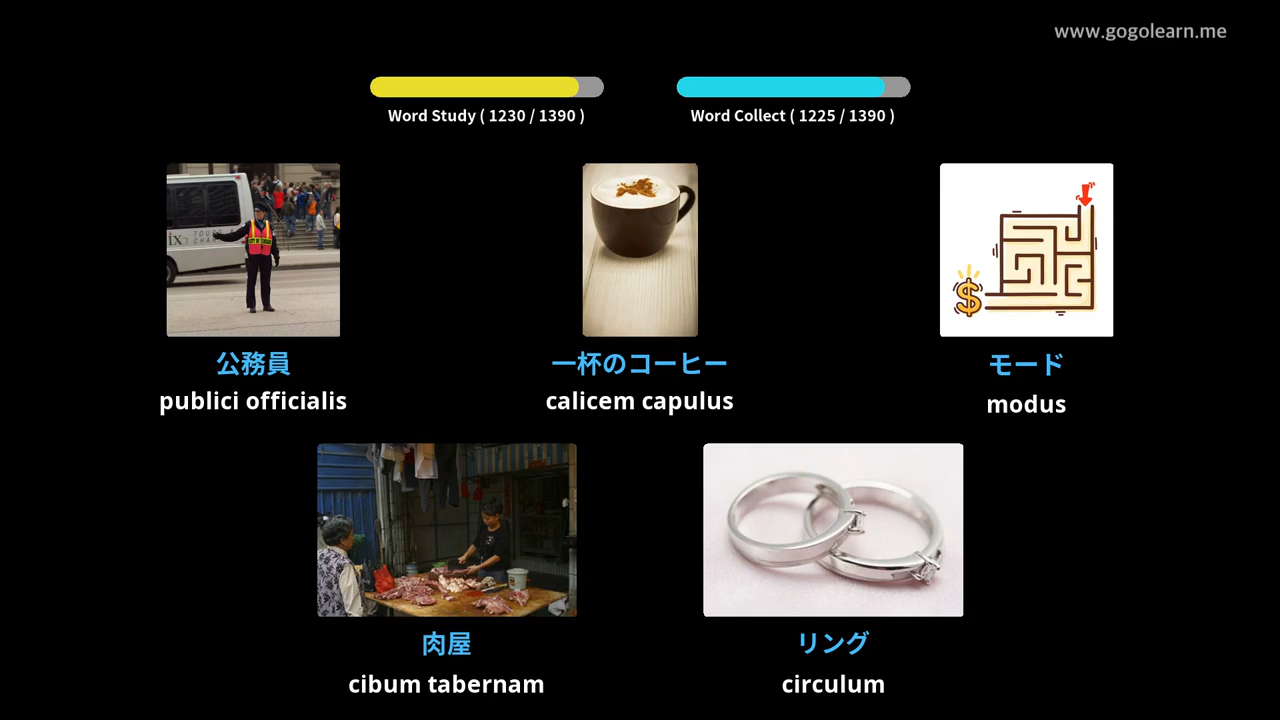 www.gogolearn.me
Word Study ( 1230 / 1390 )
Word Collect ( 1225 / 1390 )
公務員
publici officialis
一杯のコーヒー
calicem capulus
モード
modus
肉屋
cibum tabernam
リング
circulum